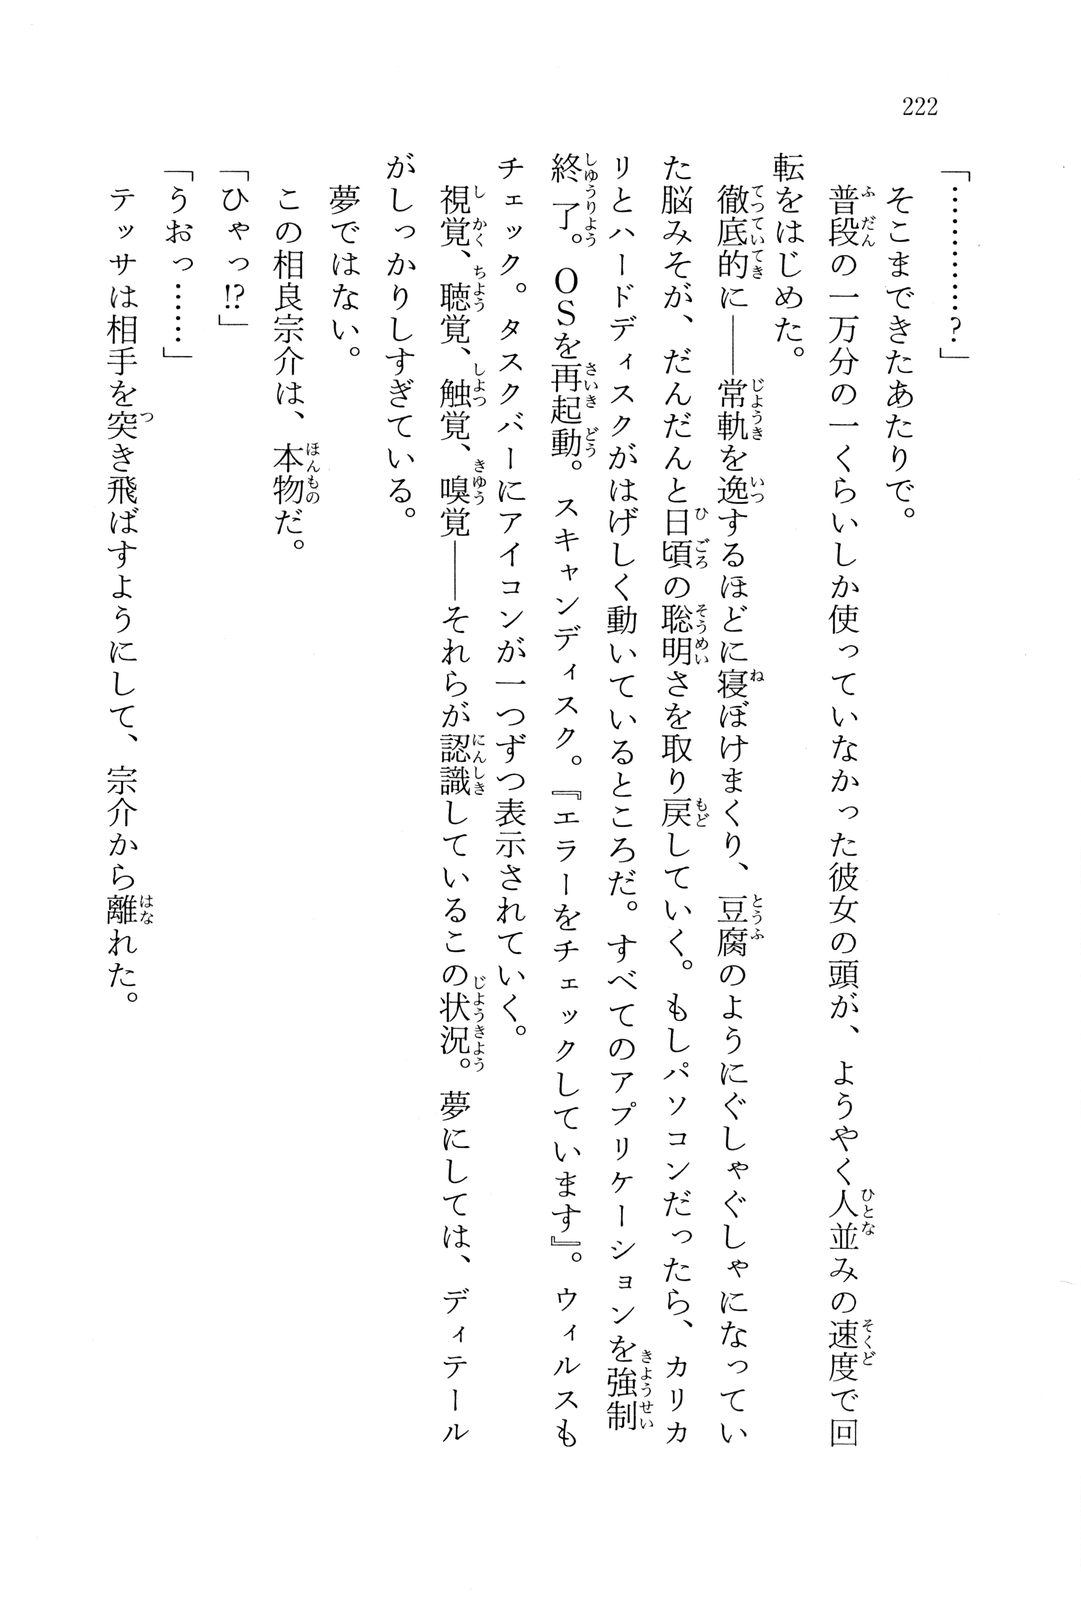 222
「…………?」
そこまできたあたりで。
普段の一万分の一くらいしか使っていなかった彼女の頭が、ようやく人並みの速度で回
転をはじめた。
徹底的に――常軌を逸するほどに寝ぼけまくり、豆腐のようにぐしゃぐしゃになってい
た脳みそが、だんだんと日頃の聡明さを取り戻していく。もしパソコンだったら、カリカ
リとハードディスクがはげしく動いているところだ。すべてのアプリケーションを強制
終了。OSを再起動。スキャンディスク。『エラーをチェックしています』。ウィルスも
チェック。タスクバーにアイコンが一つずつ表示されていく。
視覚、聴覚、触覚、嗅覚――それらが認識しているこの状況。夢にしては、ディテール
がしっかりしすぎている。
夢ではない。
この相良宗介は、本物だ。
「ひゃっ!?」
「うおっ……」
テッサは相手を突き飛ばすようにして、宗介から離れた。